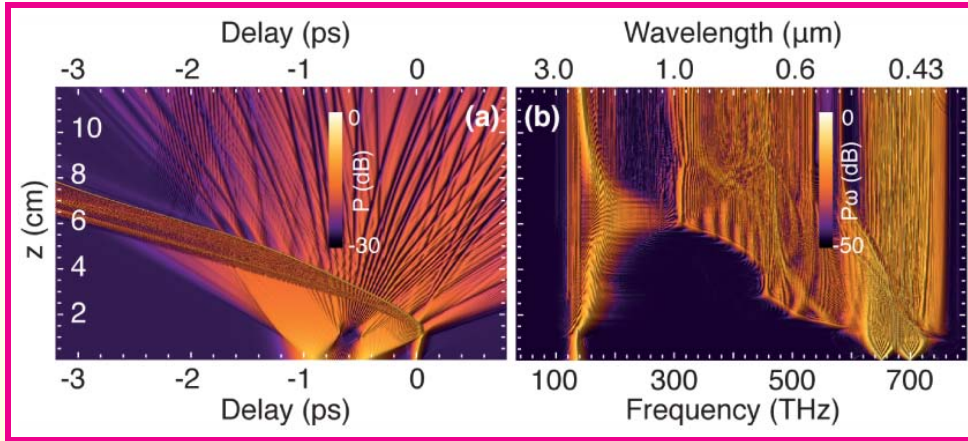 Delay (ps)
-3 -2 -1 0
Wavelength (μm)
3.0 1.0 0.6 0.43
(a)
(b)
0
P (dB)
-30
0
Pω (dB)
-50
z (cm)
10
8
6
4
2
-3 -2 -1 0
Delay (ps)
100 300 500 700
Frequency (THz)